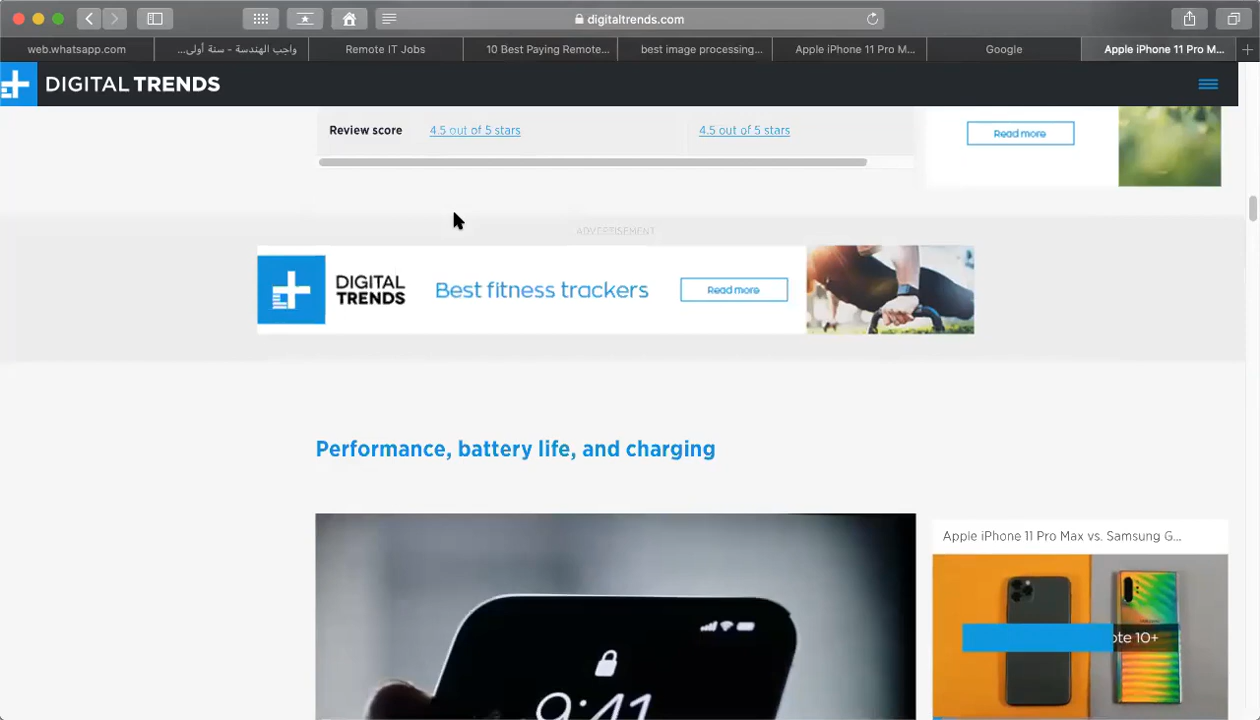 digitaltrends.com
web.whatsapp.com
واجب الهندسة - سنة أولى...
Remote IT Jobs
10 Best Paying Remote...
best image processing...
Apple iPhone 11 Pro M...
Google
Apple iPhone 11 Pro M...
DIGITAL TRENDS
Review score
4.5 out of 5 stars
4.5 out of 5 stars
Read more
ADVERTISEMENT
DIGITAL
TRENDS
Best fitness trackers
Read more
Performance, battery life, and charging
Apple iPhone 11 Pro Max vs. Samsung G...
ote 10+
9:41